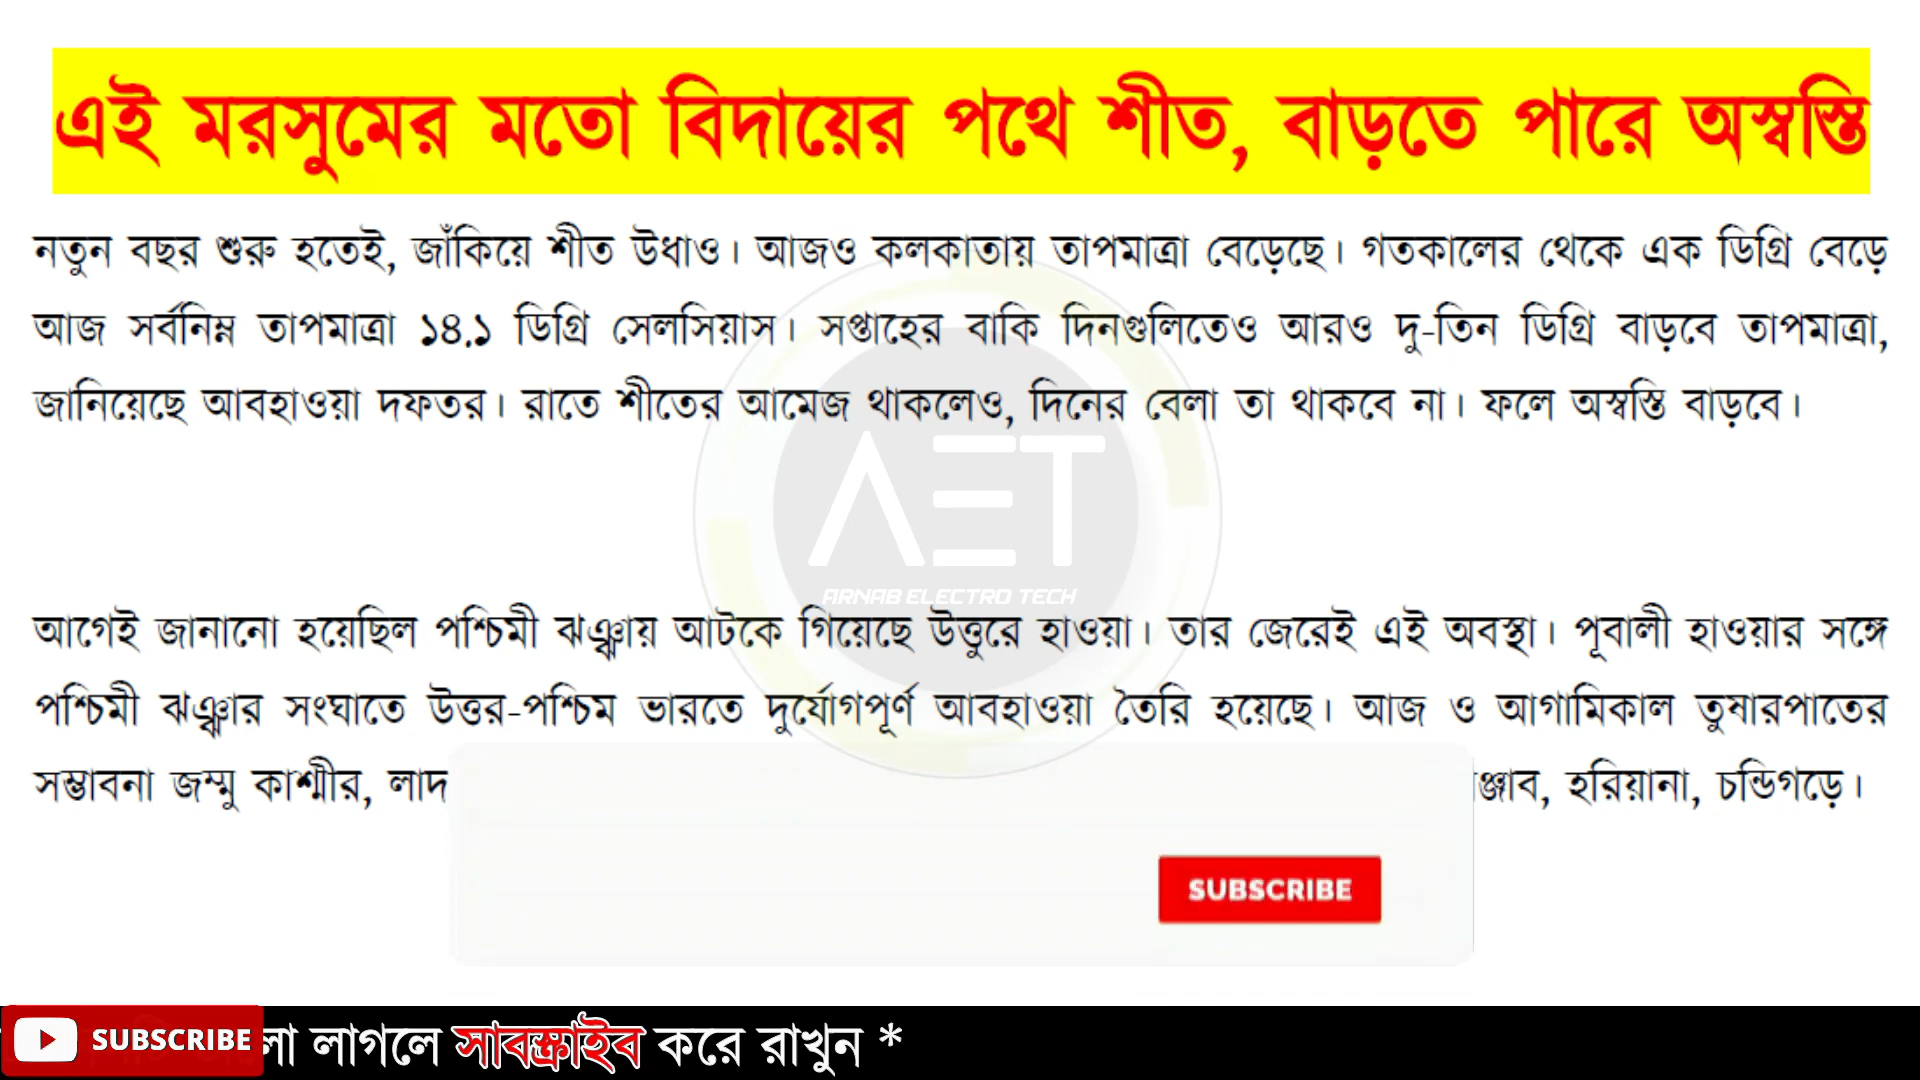 এই মরসুমের মতো বিদায়ের পথে শীত, বাড়তে পারে অস্বস্তি
নতুন বছর শুরু হতেই, জাঁকিয়ে শীত উধাও। আজও কলকাতায় তাপমাত্রা বেড়েছে। গতকালের থেকে এক ডিগ্রি বেড়ে
আজ সর্বনিম্ন তাপমাত্রা ১৪.১ ডিগ্রি সেলসিয়াস। সপ্তাহের বাকি দিনগুলিতেও আরও দু-তিন ডিগ্রি বাড়বে তাপমাত্রা,
জানিয়েছে আবহাওয়া দফতর। রাতে শীতের আমেজ থাকলেও, দিনের বেলা তা থাকবে না। ফলে অস্বস্তি বাড়বে।
AET
ARNAB ELECTRO TECH
আগেই জানানো হয়েছিল পশ্চিমী ঝঞ্ঝায় আটকে গিয়েছে উত্তুরে হাওয়া। তার জেরেই এই অবস্থা। পূবালী হাওয়ার সঙ্গে
পশ্চিমী ঝঞ্ঝার সংঘাতে উত্তর-পশ্চিম ভারতে দুর্যোগপূর্ণ আবহাওয়া তৈরি হয়েছে। আজ ও আগামিকাল তুষারপাতের
সম্ভাবনা জম্মু কাশ্মীর, লাদ ঞ্জাব, হরিয়ানা, চন্ডিগড়ে।
SUBSCRIBE
SUBSCRIBE লা লাগলে সাবস্ক্রাইব করে রাখুন *